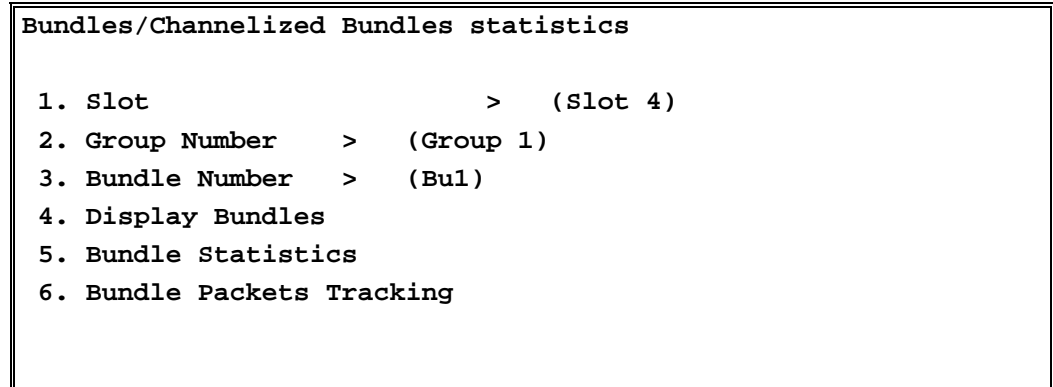 Bundles/Channelized Bundles statistics
1. Slot > (Slot 4)
2. Group Number > (Group 1)
3. Bundle Number > (Bu1)
4. Display Bundles
5. Bundle Statistics
6. Bundle Packets Tracking